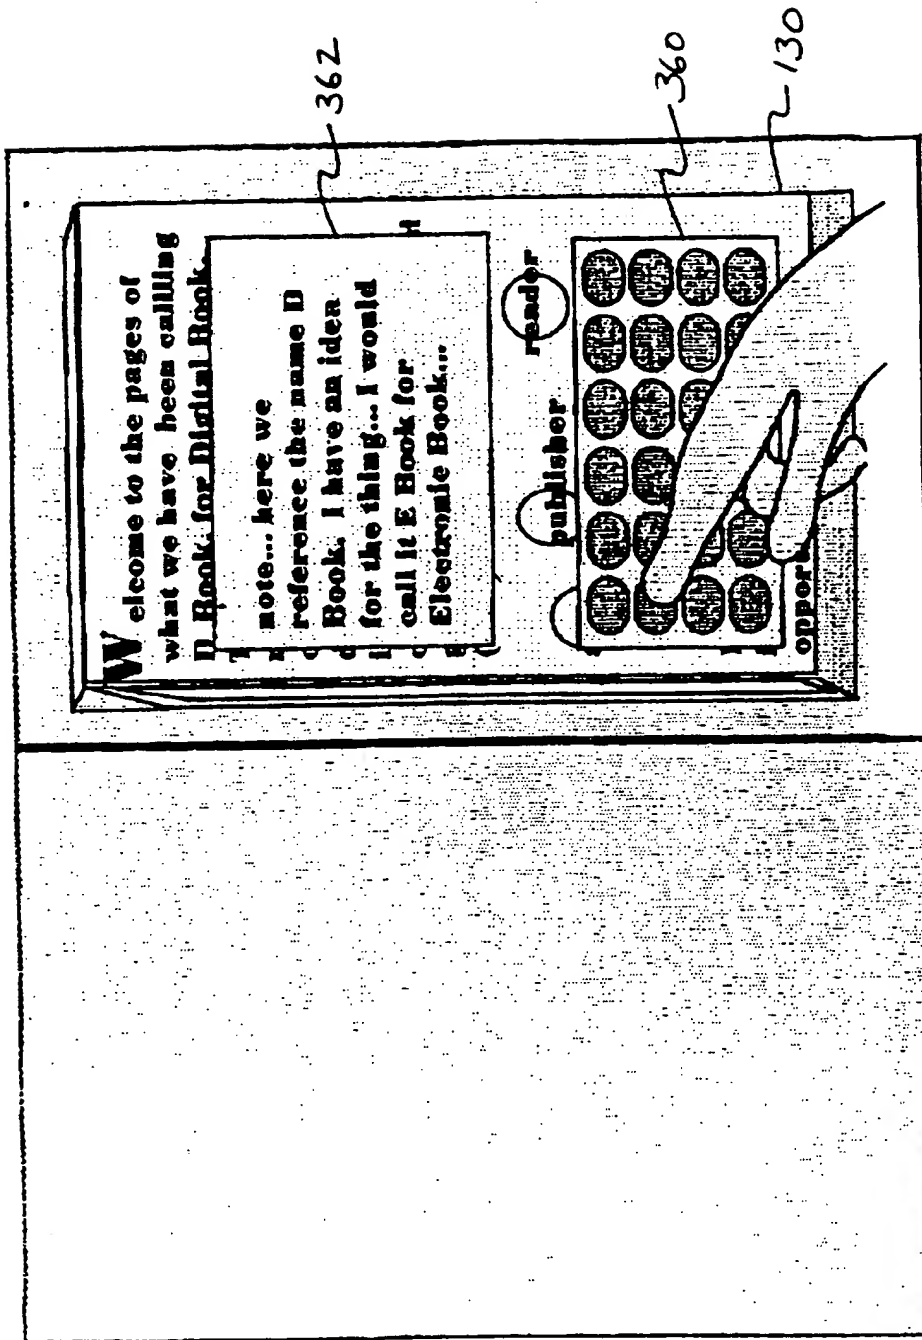 Welcome to the pages of
what we have been callling
D Book, for Digital Book.
note... here we
reference the name D
Book. I have an idea
for the thing... I would
call it E Book for
Electronic Book...
publisher
reader
362
360
130